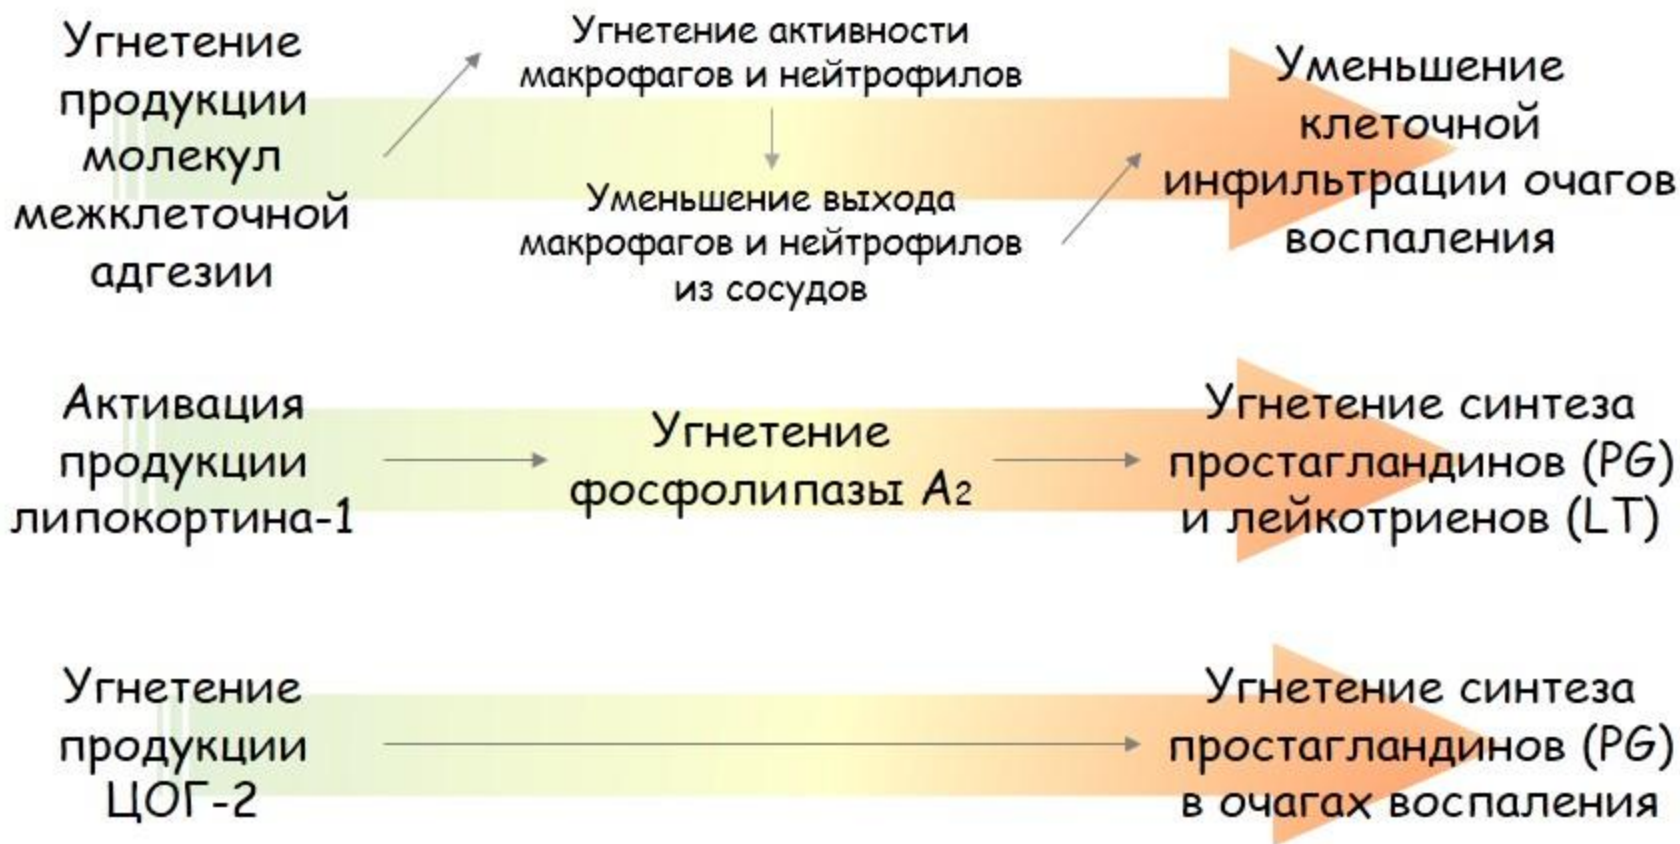 Угнетение
продукции
молекул
межклеточной
адгезии
Угнетение активности
макрофагов и нейтрофилов
Уменьшение выхода
макрофагов и нейтрофилов
из сосудов
Уменьшение
клеточной
инфильтрации очагов
воспаления
Активация
продукции
липокортина-1
Угнетение
фосфолипазы А2
Угнетение синтеза
простагландинов (PG)
и лейкотриенов (LT)
Угнетение
продукции
ЦОГ-2
Угнетение синтеза
простагландинов (PG)
в очагах воспаления